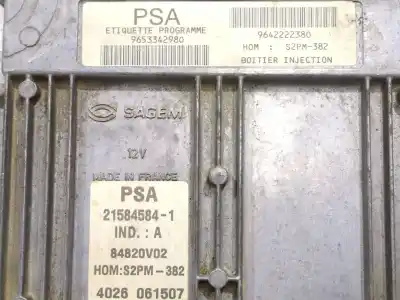 PSA
ETIQUETTE PROGRAMME
9653342980
9642222380
HOM : S2PM-382
BOITIER INJECTION
SAGEM
12V
MADE IN FRANCE
PSA
21584584-1
IND. : A
84820V02
HOM:S2PM-382
4026 061507